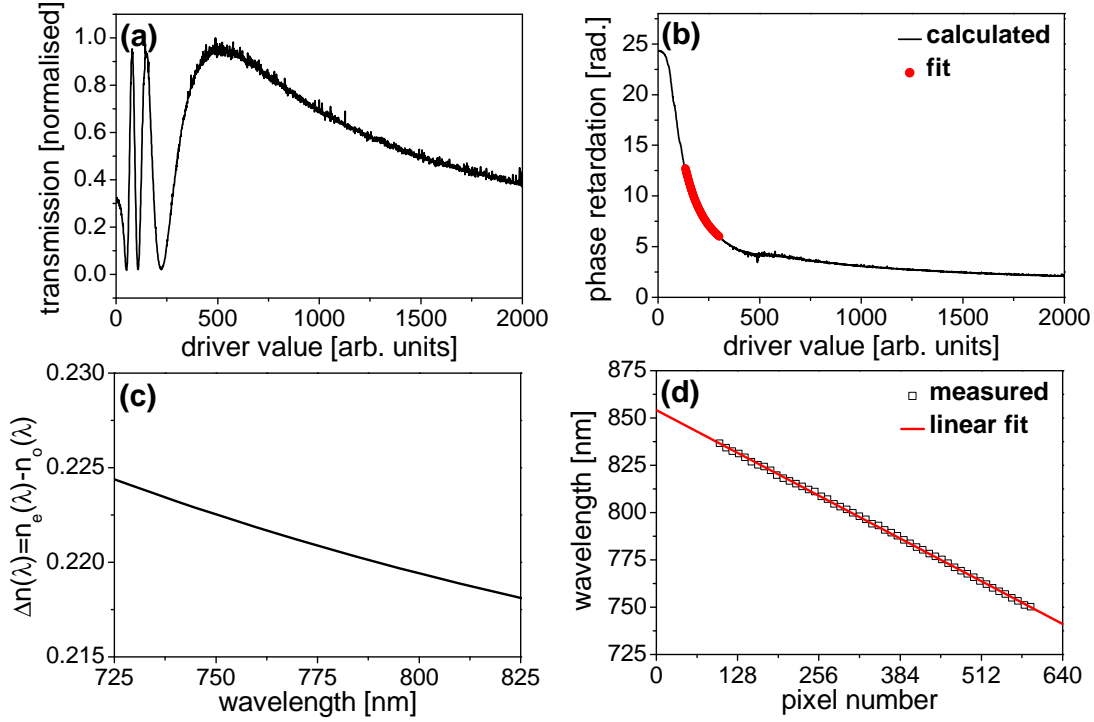 (a)
transmission [normalised]
1.0
0.8
0.6
0.4
0.2
0.0
0 500 1000 1500 2000
driver value [arb. units]
(b)
calculated
fit
phase retardation [rad.]
25
20
15
10
5
0
0 500 1000 1500 2000
driver value [arb. units]
(c)
Δn(λ)=nₑ(λ)-nₒ(λ)
0.230
0.225
0.220
0.215
725 750 775 800 825
wavelength [nm]
(d)
measured
linear fit
wavelength [nm]
875
850
825
800
775
750
725
0 128 256 384 512 640
pixel number